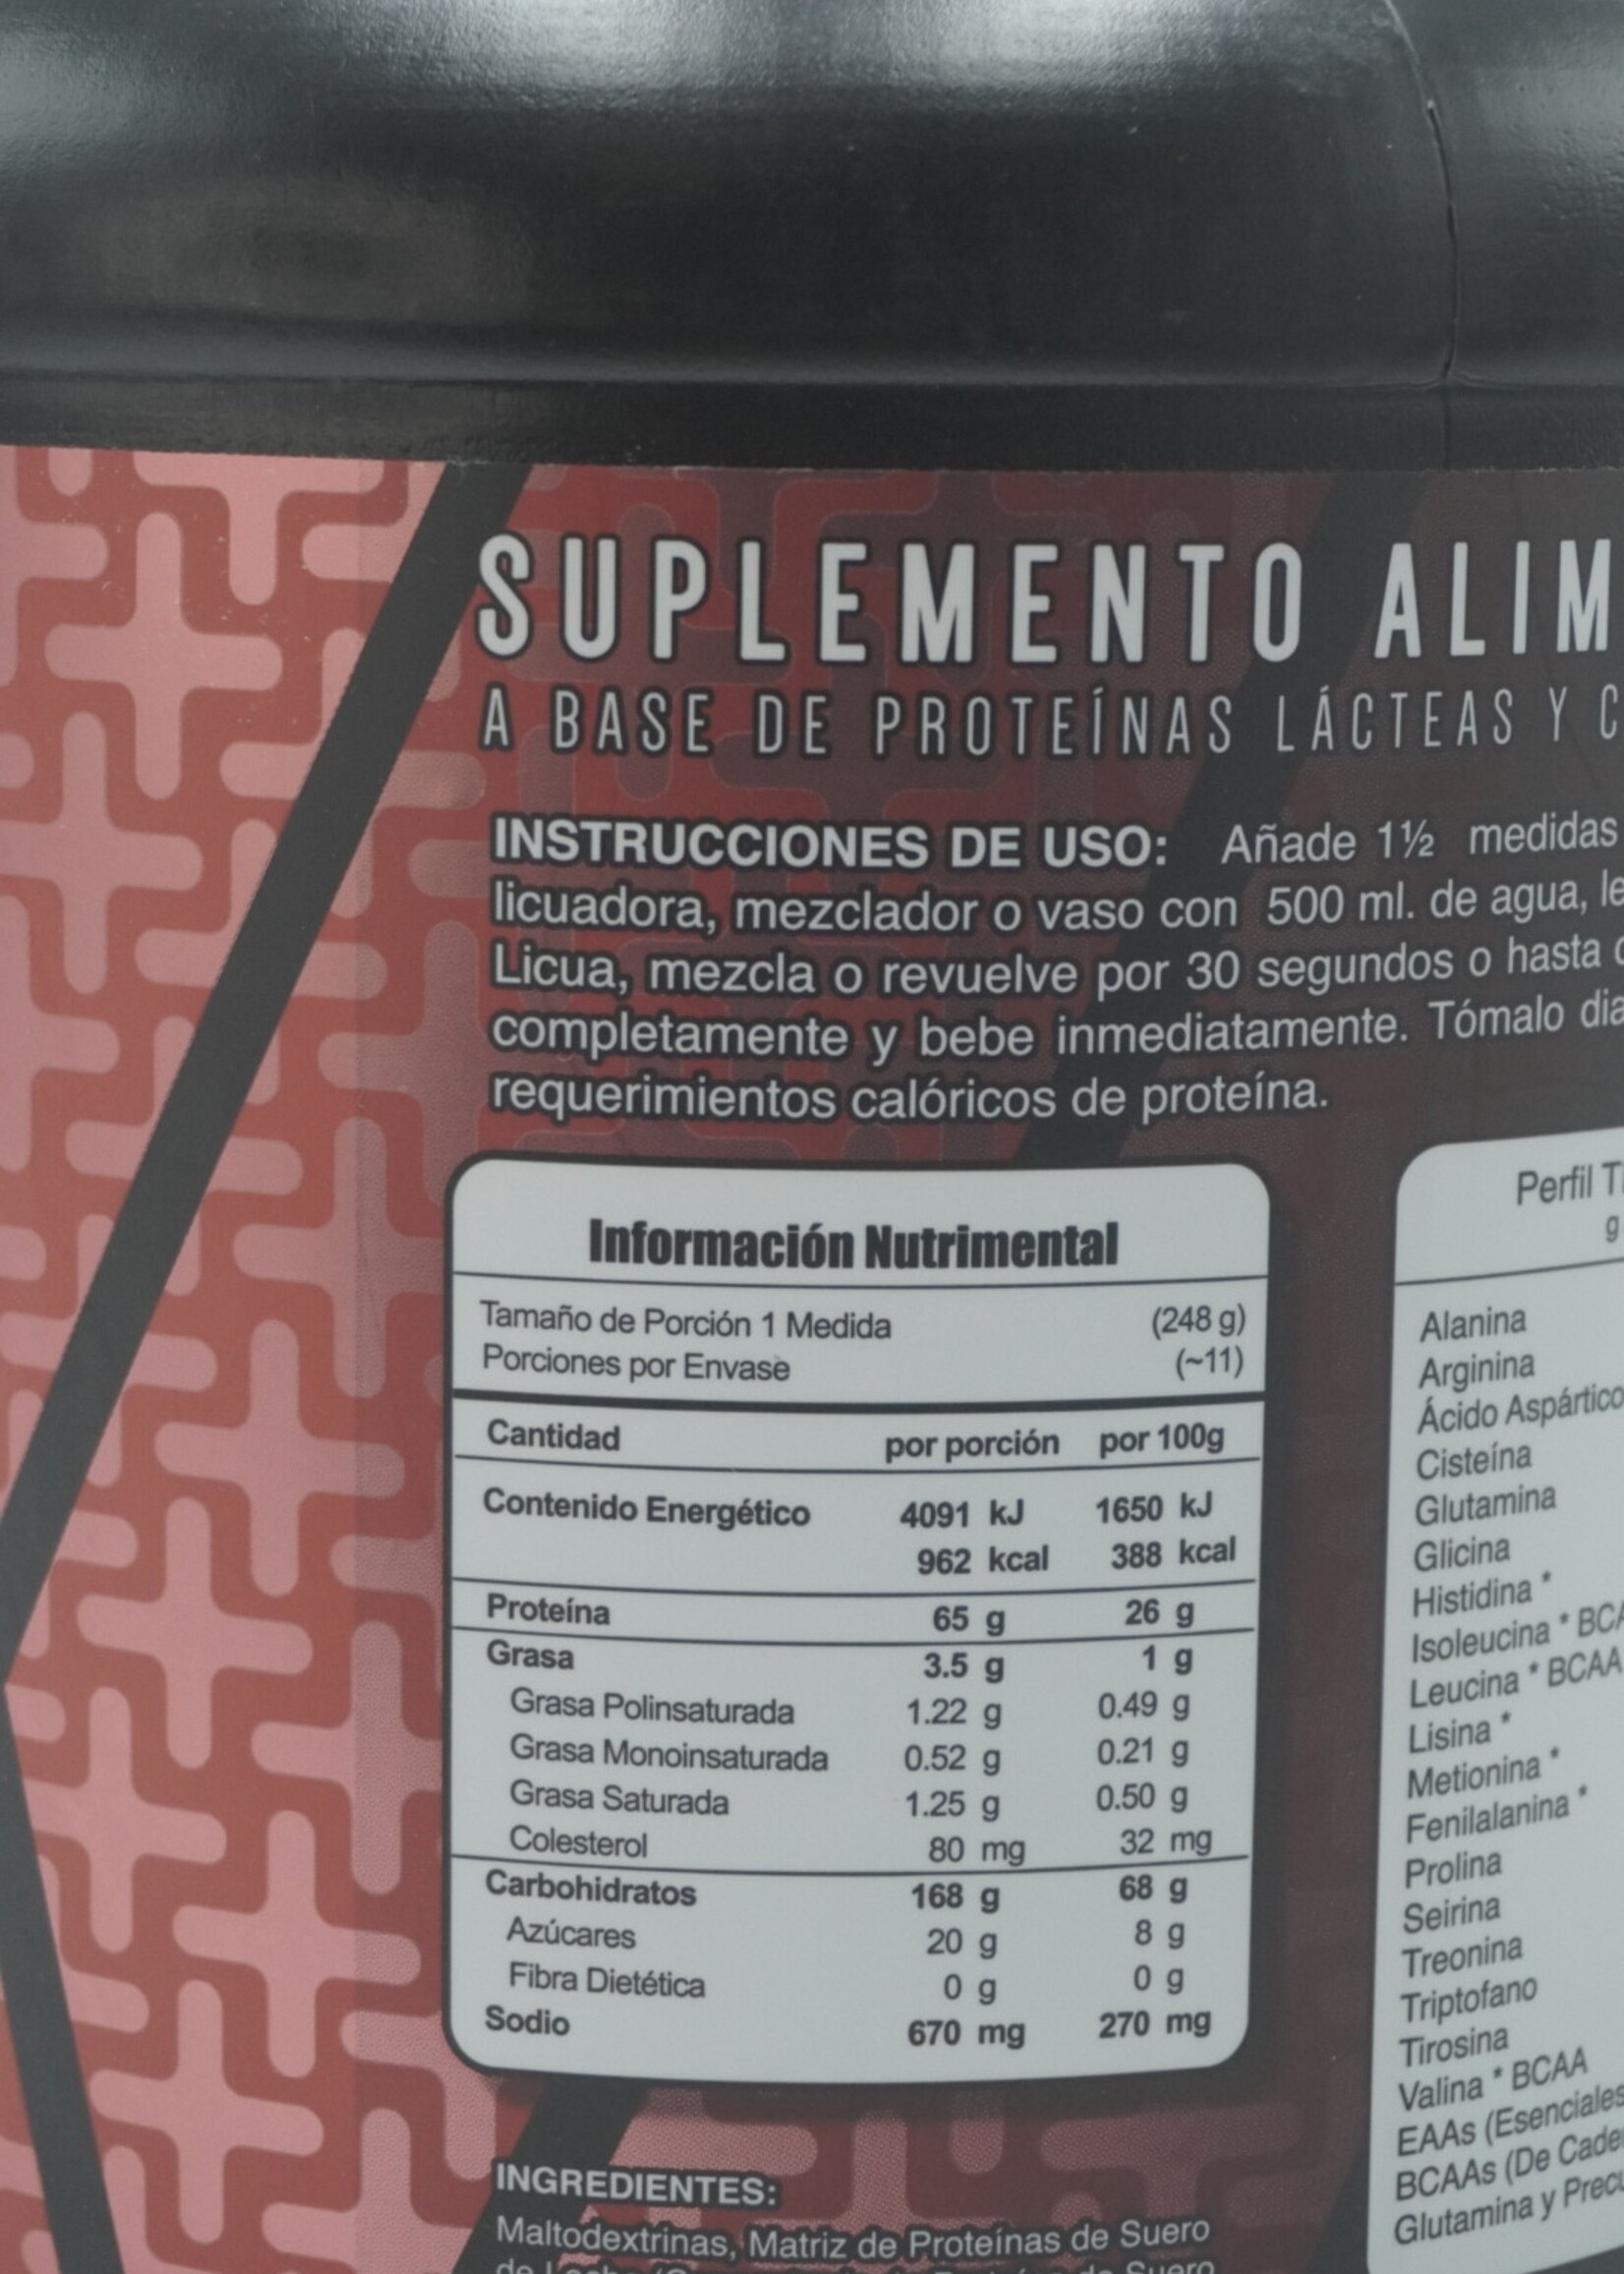 SUPLEMENTO ALIM
A BASE DE PROTEÍNAS LÁCTEAS Y C
INSTRUCCIONES DE USO: Añade 1½ medidas
licuadora, mezclador o vaso con 500 ml. de agua, le
Licua, mezcla o revuelve por 30 segundos o hasta
completamente y bebe inmediatamente. Tómalo dia
requerimientos calóricos de proteína.
Información Nutrimental
Tamaño de Porción 1 Medida (248 g)
Porciones por Envase (~11)
Cantidad por porción por 100g
Contenido Energético 4091 kJ 1650 kJ
962 kcal 388 kcal
Proteína 65 g 26 g
Grasa 3.5 g 1 g
Grasa Polinsaturada 1.22 g 0.49 g
Grasa Monoinsaturada 0.52 g 0.21 g
Grasa Saturada 1.25 g 0.50 g
Colesterol 80 mg 32 mg
Carbohidratos 168 g 68 g
Azúcares 20 g 8 g
Fibra Dietética 0 g 0 g
Sodio 670 mg 270 mg
INGREDIENTES:
Maltodextrinas, Matriz de Proteínas de Suero
Perfil T
g
Alanina
Arginina
Ácido Aspártico
Cisteína
Glutamina
Glicina
Histidina *
Isoleucina * BCA
Leucina * BCAA
Lisina *
Metionina *
Fenilalanina *
Prolina
Seirina
Treonina
Triptofano
Tirosina
Valina * BCAA
EAAs (Esenciales
BCAAs (De Cade
Glutamina y Prec